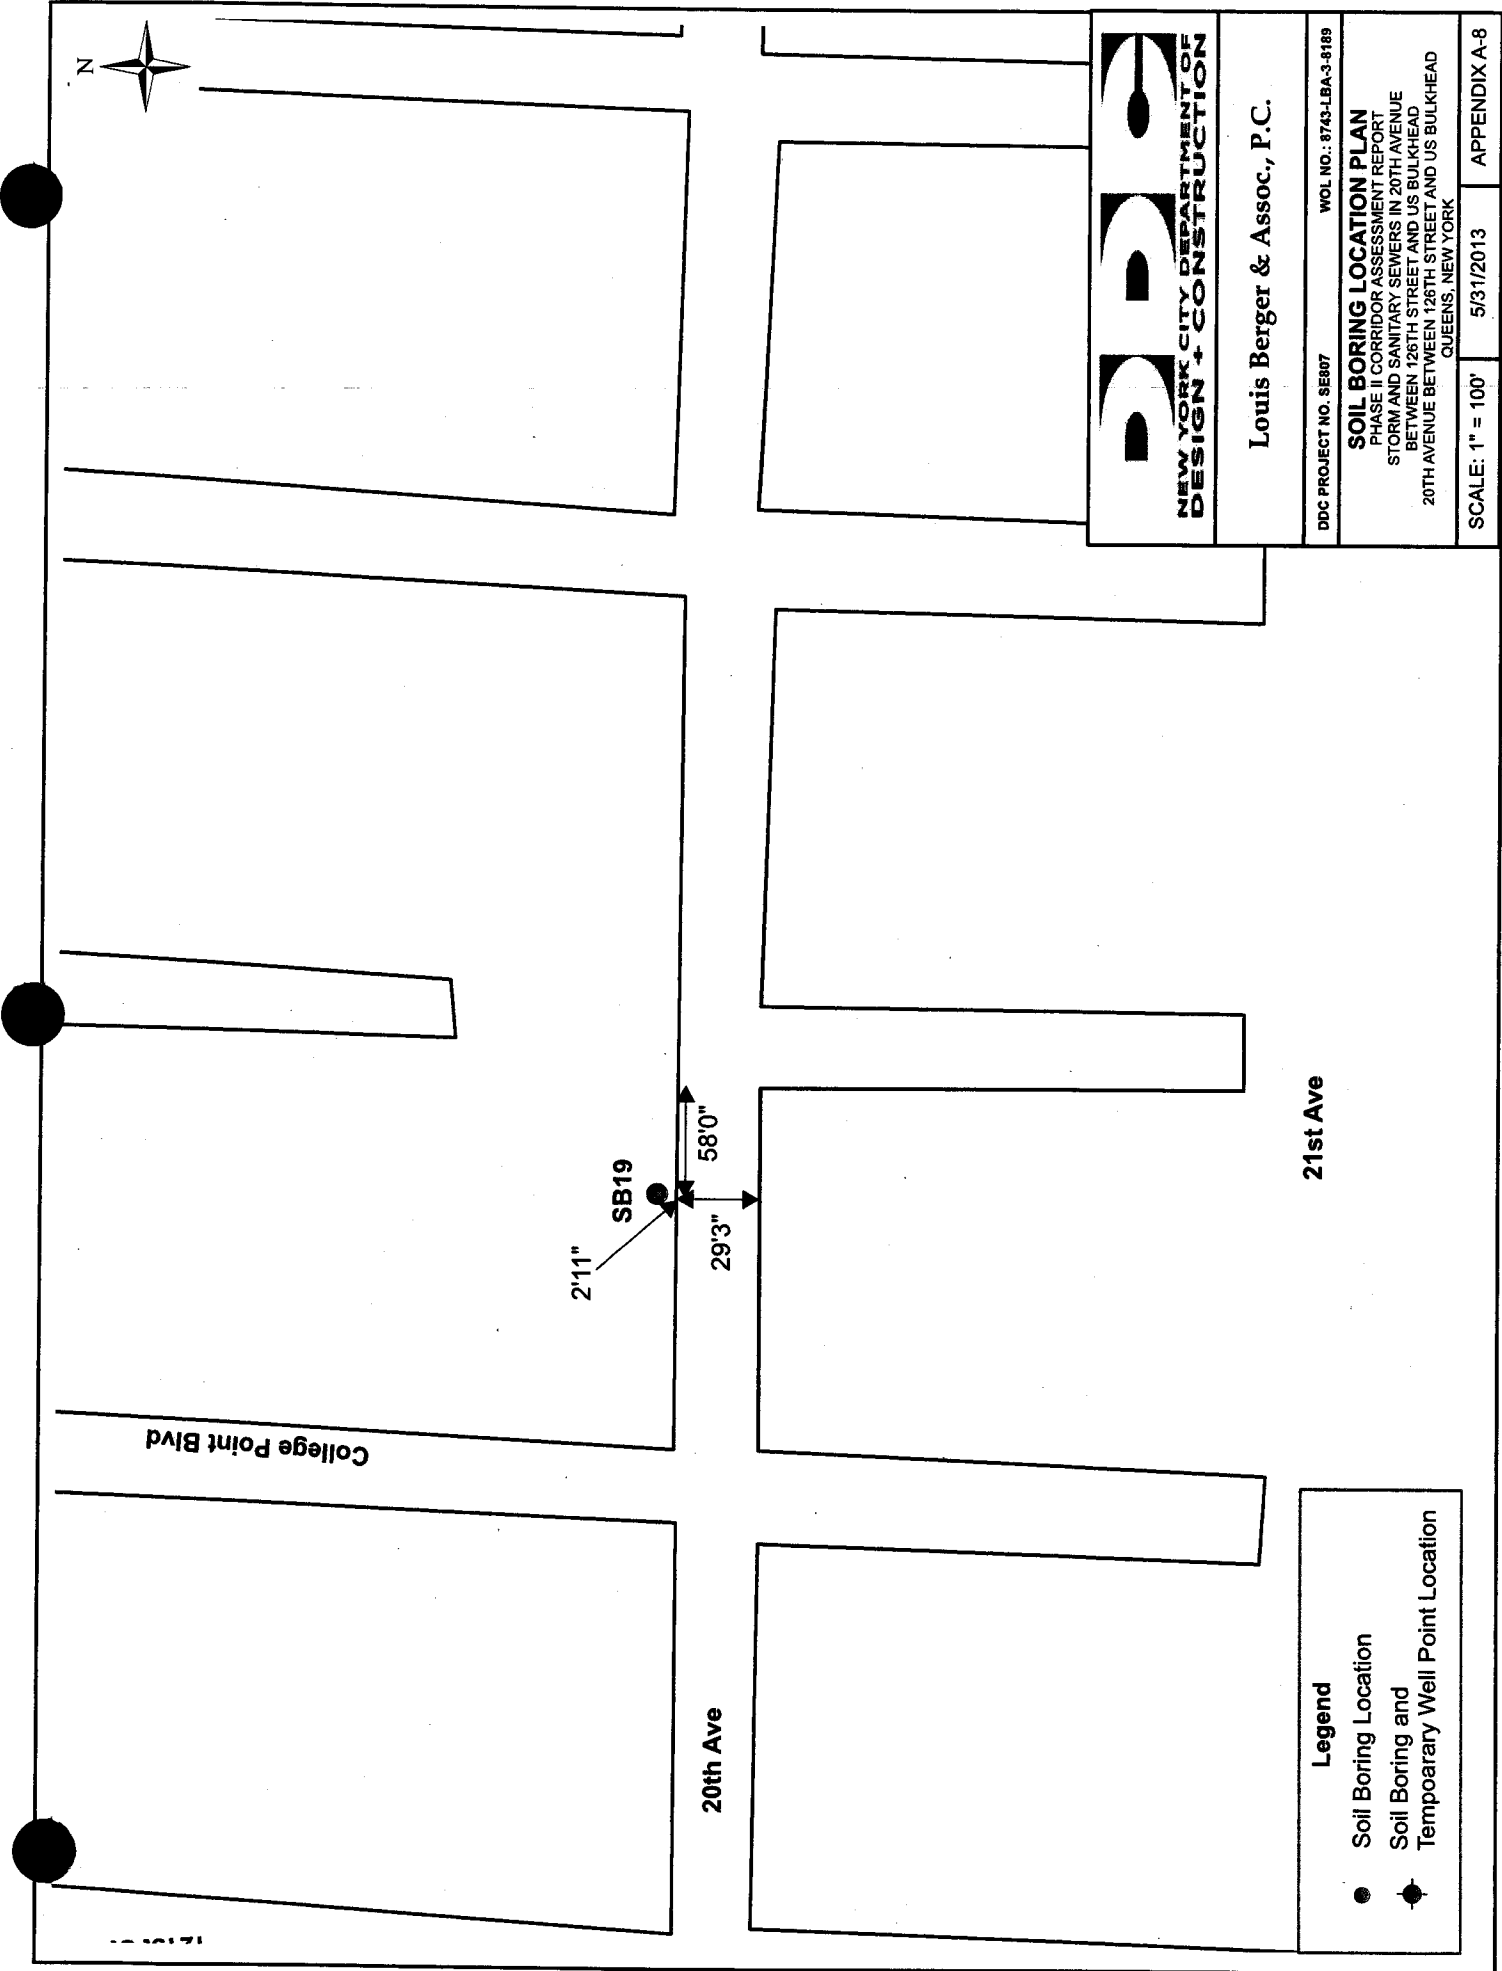 N
College Point Blvd
SB19
2'11"
58'0"
29'3"
20th Ave
21st Ave
Legend
Soil Boring Location
Soil Boring and
Tempoarary Well Point Location
NEW YORK CITY DEPARTMENT OF
DESIGN + CONSTRUCTION
Louis Berger & Assoc., P.C.
DDC PROJECT NO. SE807 WOL NO.: 8743-LBA-3-8189
SOIL BORING LOCATION PLAN
PHASE II CORRIDOR ASSESSMENT REPORT
STORM AND SANITARY SEWERS IN 20TH AVENUE
BETWEEN 126TH STREET AND US BULKHEAD
20TH AVENUE BETWEEN 126TH STREET AND US BULKHEAD
QUEENS, NEW YORK
SCALE: 1" = 100' 5/31/2013 APPENDIX A-8